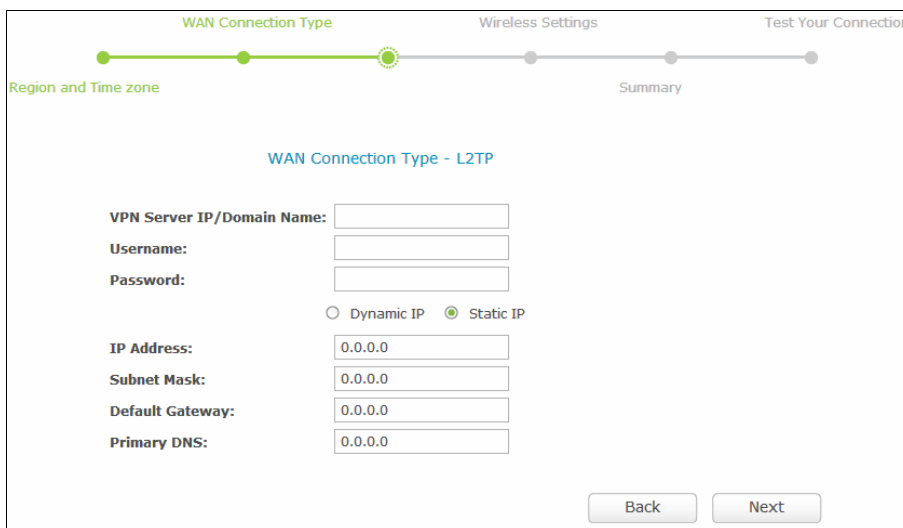 WAN Connection Type Wireless Settings Test Your Connection
Region and Time zone Summary
WAN Connection Type - L2TP
VPN Server IP/Domain Name:
Username:
Password:
Dynamic IP Static IP
IP Address: 0.0.0.0
Subnet Mask: 0.0.0.0
Default Gateway: 0.0.0.0
Primary DNS: 0.0.0.0
Back Next